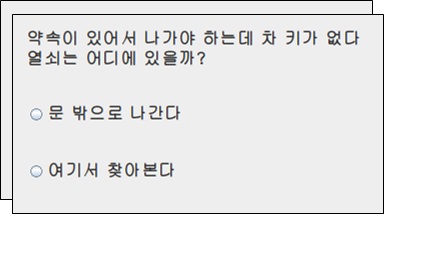 약속이 있어서 나가야 하는데 차 키가 없다
열쇠는 어디에 있을까?
문 밖으로 나간다
여기서 찾아본다